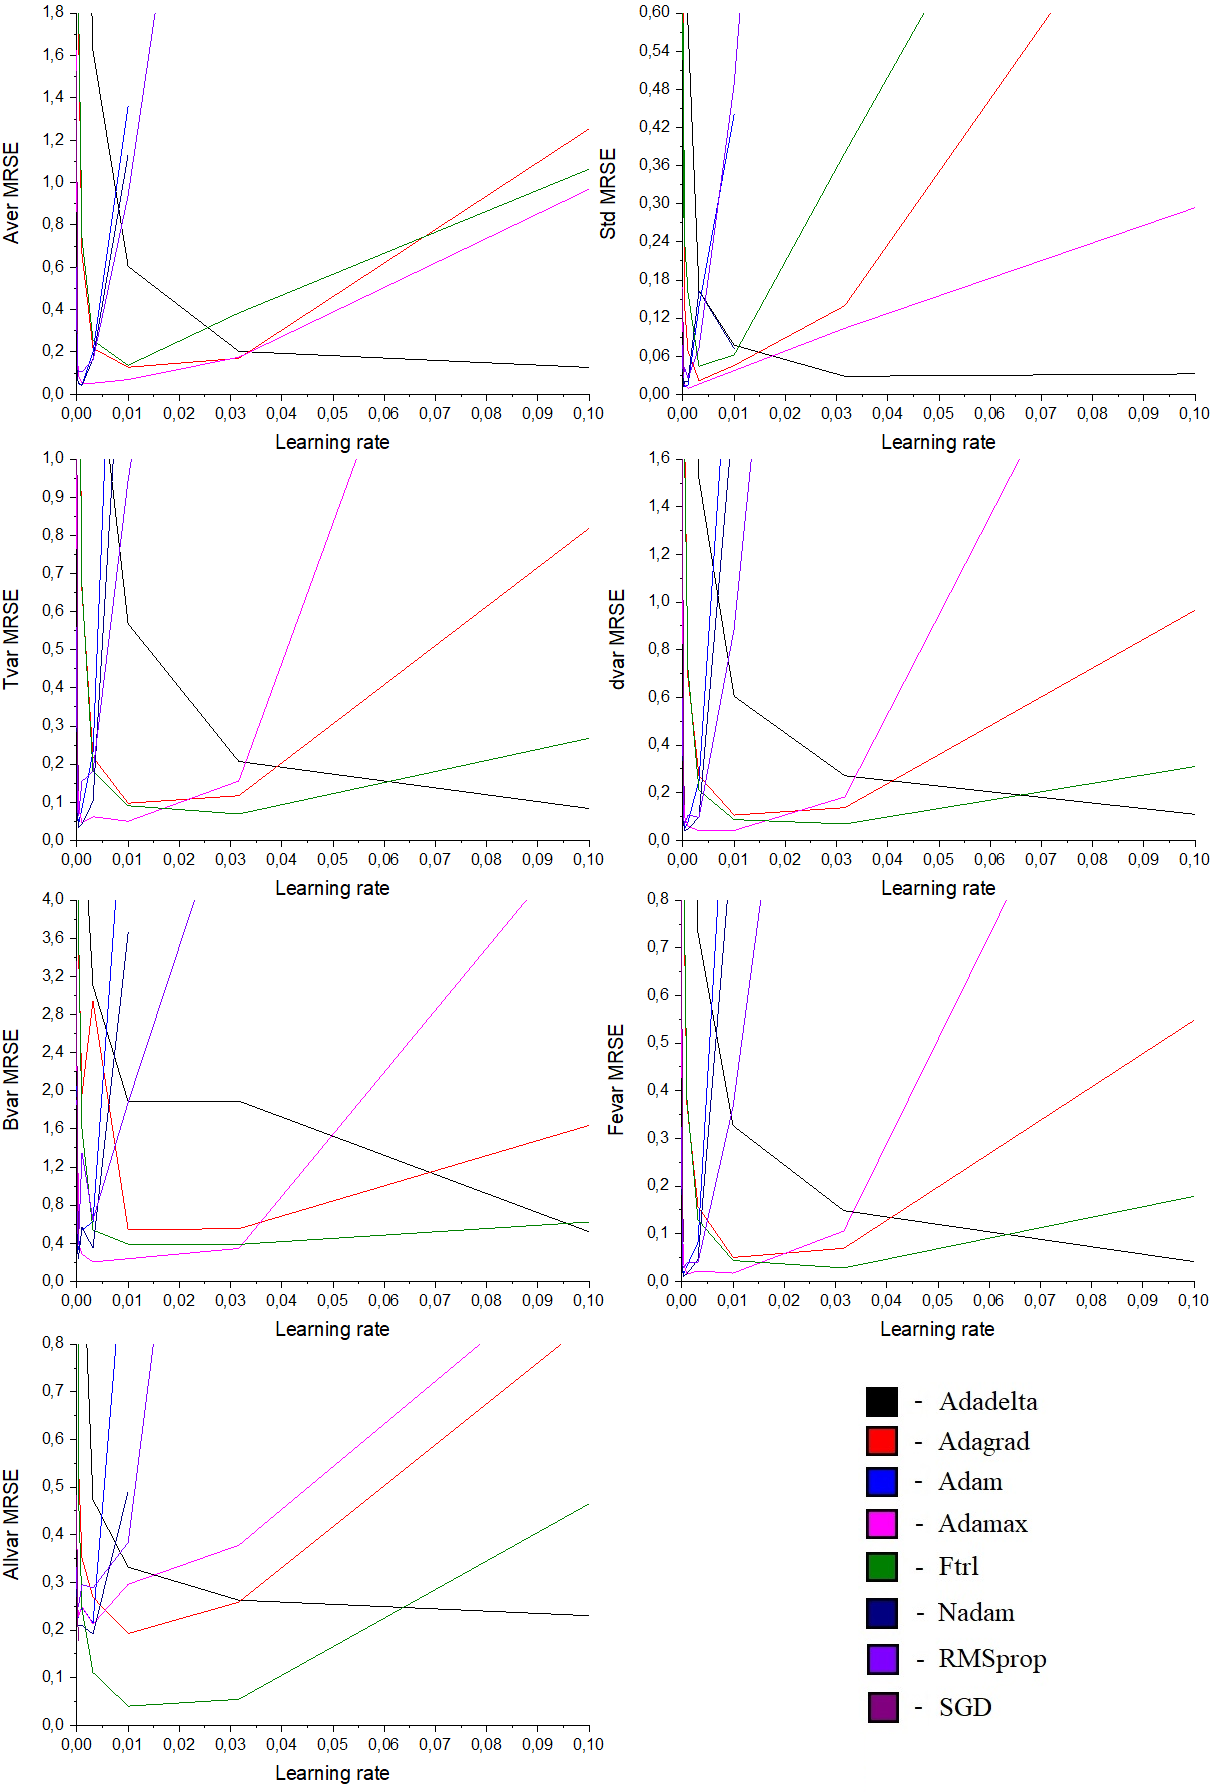 Aver MRSE
1,8
1,6
1,4
1,2
1,0
0,8
0,6
0,4
0,2
0,0
0,00 0,01 0,02 0,03 0,04 0,05 0,06 0,07 0,08 0,09 0,10
Learning rate
Std MRSE
0,60
0,54
0,48
0,42
0,36
0,30
0,24
0,18
0,12
0,06
0,00
0,00 0,01 0,02 0,03 0,04 0,05 0,06 0,07 0,08 0,09 0,10
Learning rate
Tvar MRSE
1,0
0,9
0,8
0,7
0,6
0,5
0,4
0,3
0,2
0,1
0,0
0,00 0,01 0,02 0,03 0,04 0,05 0,06 0,07 0,08 0,09 0,10
Learning rate
dvar MRSE
1,6
1,4
1,2
1,0
0,8
0,6
0,4
0,2
0,0
0,00 0,01 0,02 0,03 0,04 0,05 0,06 0,07 0,08 0,09 0,10
Learning rate
Bvar MRSE
4,0
3,6
3,2
2,8
2,4
2,0
1,6
1,2
0,8
0,4
0,0
0,00 0,01 0,02 0,03 0,04 0,05 0,06 0,07 0,08 0,09 0,10
Learning rate
Fevar MRSE
0,8
0,7
0,6
0,5
0,4
0,3
0,2
0,1
0,0
0,00 0,01 0,02 0,03 0,04 0,05 0,06 0,07 0,08 0,09 0,10
Learning rate
Allvar MRSE
0,8
0,7
0,6
0,5
0,4
0,3
0,2
0,1
0,0
0,00 0,01 0,02 0,03 0,04 0,05 0,06 0,07 0,08 0,09 0,10
Learning rate
- Adadelta
- Adagrad
- Adam
- Adamax
- Ftrl
- Nadam
- RMSprop
- SGD